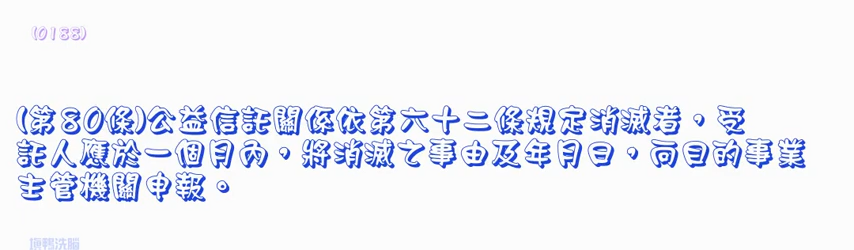 (0188)
(第80條)公益信託關係依第六十二條規定消滅者，受
託人應於一個月內，將消滅之事由及年月日，向目的事業
主管機關申報。